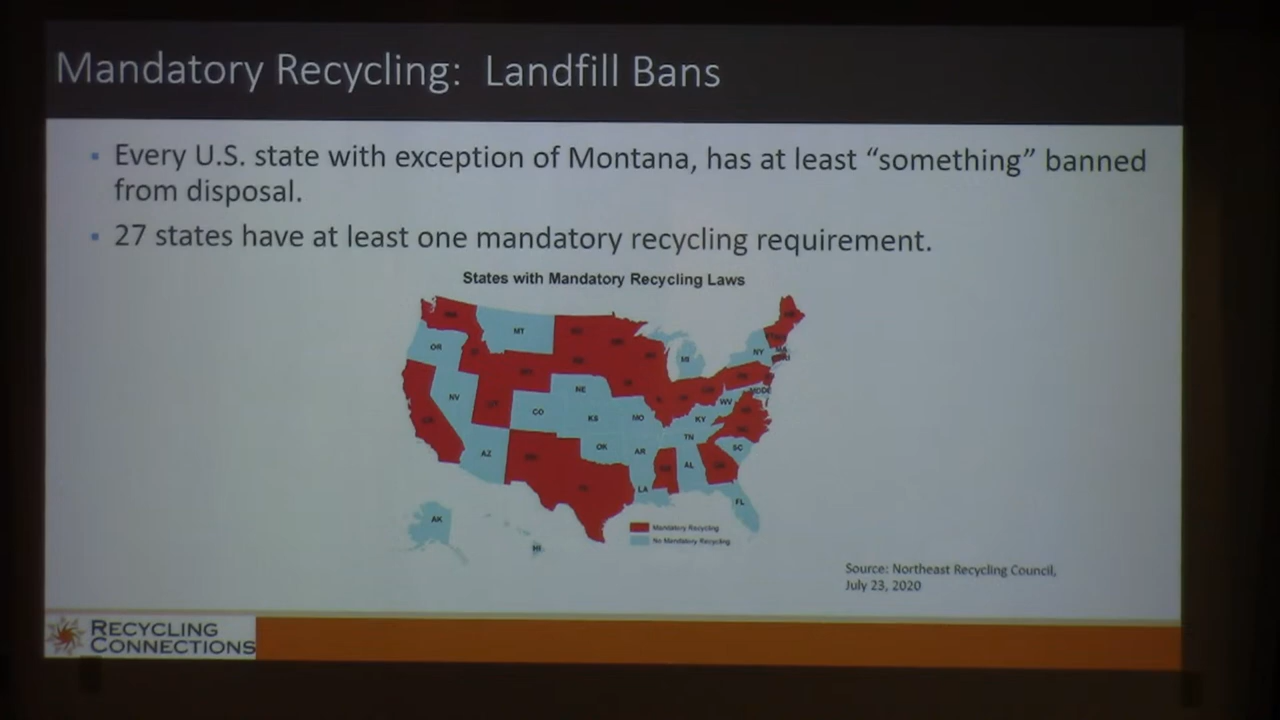 Mandatory Recycling: Landfill Bans
▪ Every U.S. state with exception of Montana, has at least “something” banned
from disposal.
▪ 27 states have at least one mandatory recycling requirement.
States with Mandatory Recycling Laws
MT
OR
MI
NY
NE
NV
CO
WV
KS
MO
KY
TN
OK
AR
AZ
SC
AL
LA
FL
AK
HI
Mandatory Recycling
No Mandatory Recycling
Source: Northeast Recycling Council,
July 23, 2020
RECYCLING
CONNECTIONS